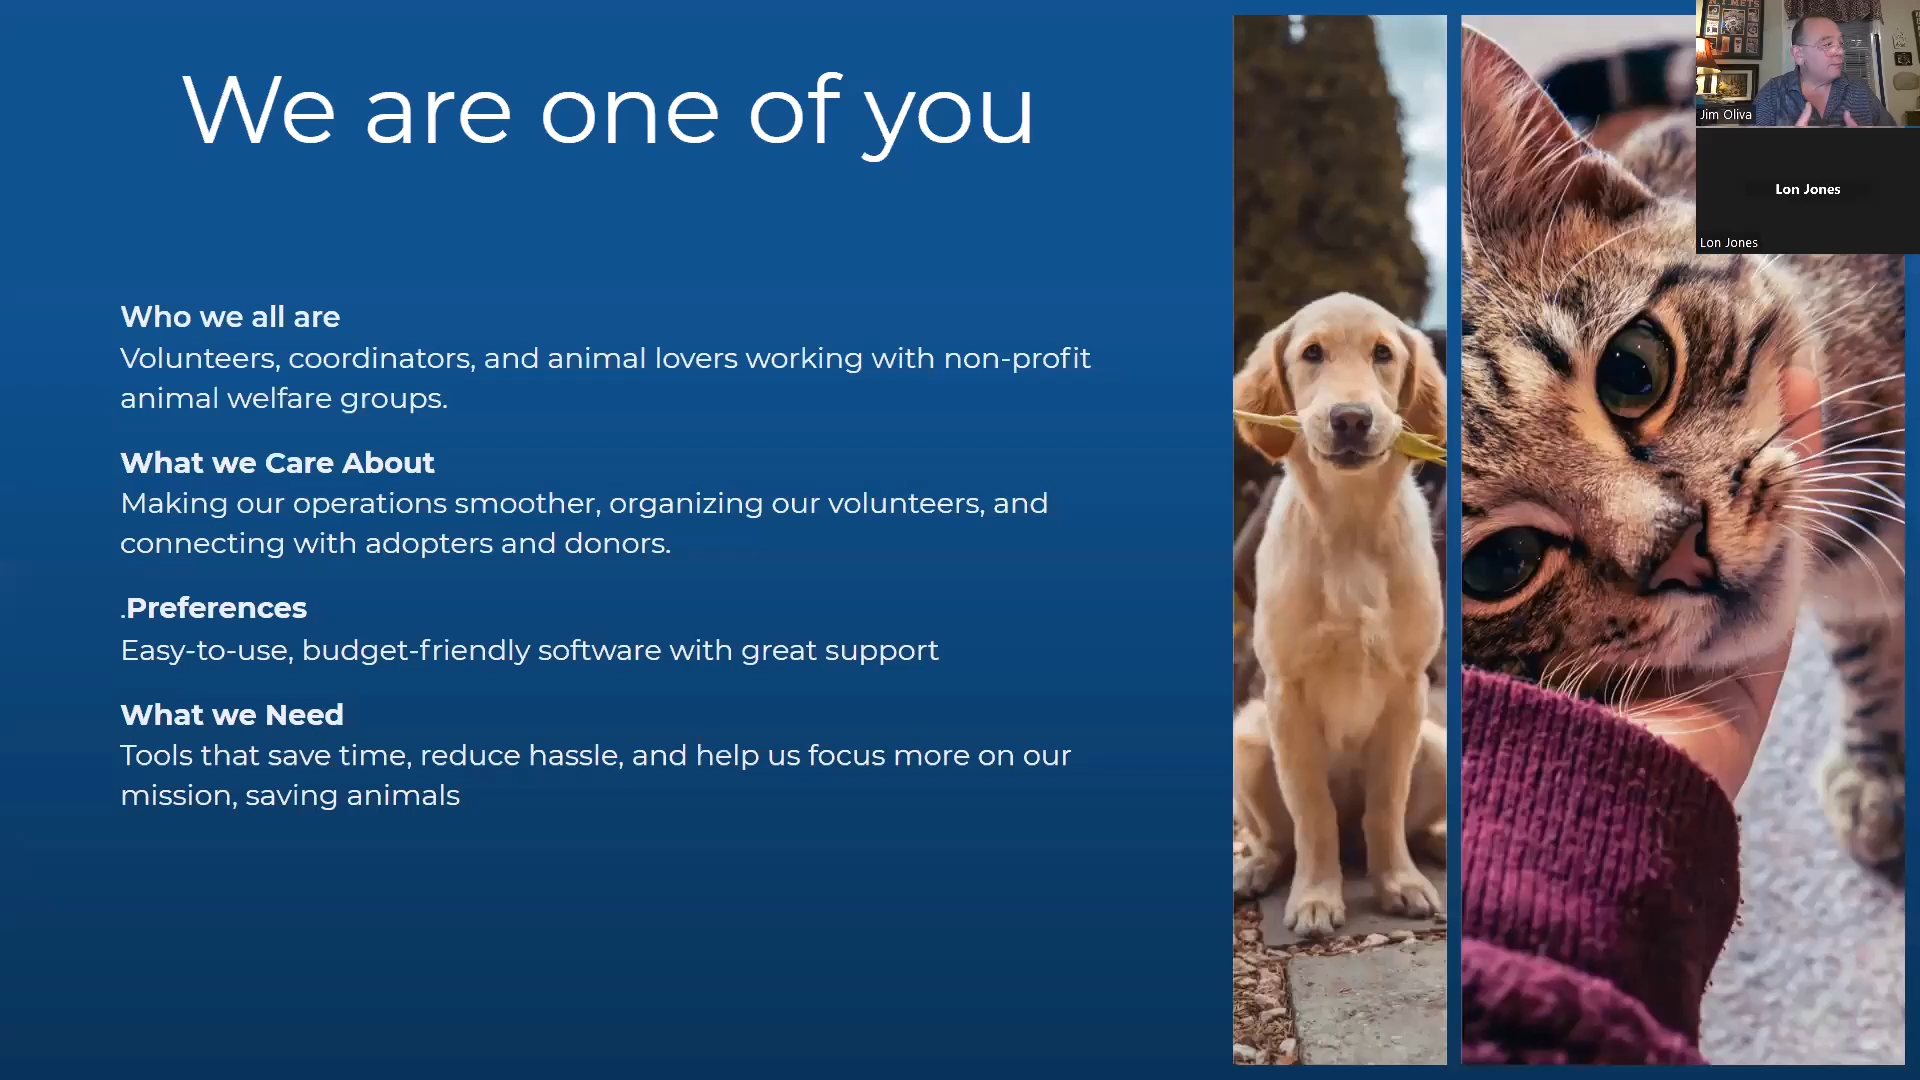 We are one of you
Who we all are
Volunteers, coordinators, and animal lovers working with non-profit
animal welfare groups.
What we Care About
Making our operations smoother, organizing our volunteers, and
connecting with adopters and donors.
.Preferences
Easy-to-use, budget-friendly software with great support
What we Need
Tools that save time, reduce hassle, and help us focus more on our
mission, saving animals
N.Y. METS
Jim Oliva
Lon Jones
Lon Jones